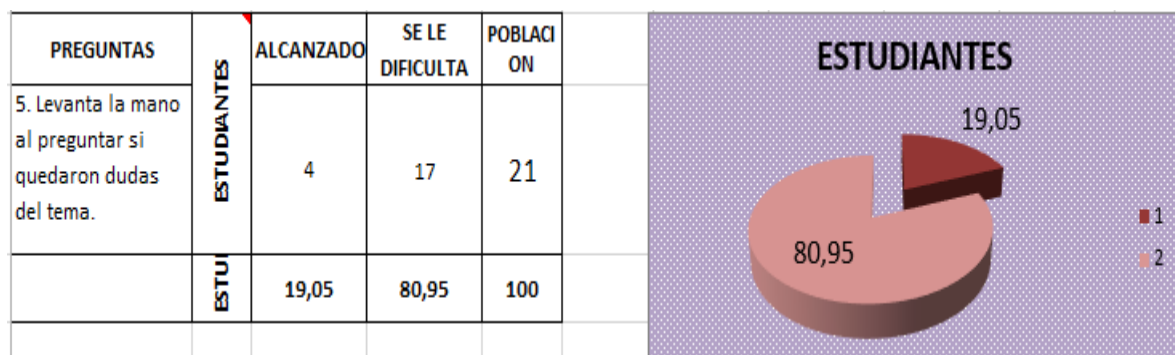 PREGUNTAS
ESTUDIANTES
ALCANZADO
SE LE
DIFICULTA
POBLACI
ON
5. Levanta la mano
al preguntar si
quedaron dudas
del tema.
4
17
21
ESTUI
19,05
80,95
100
ESTUDIANTES
19,05
80,95
1
2